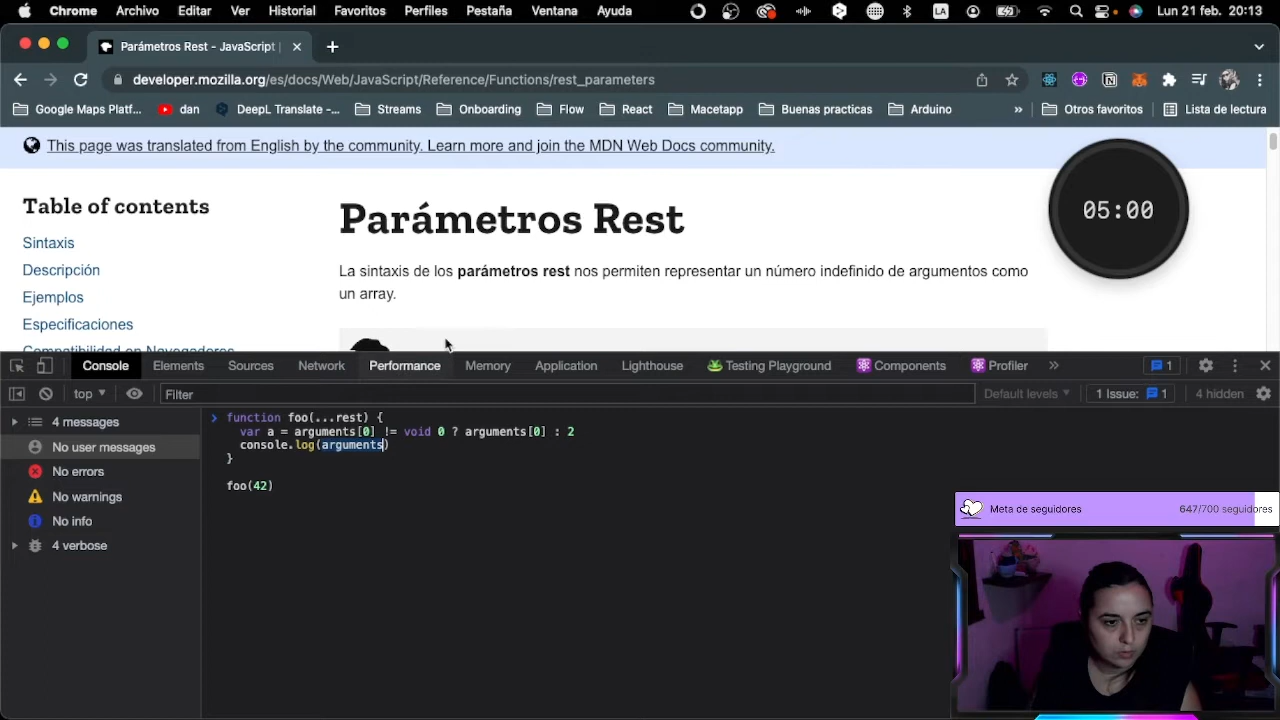 Chrome Archivo Editar Ver Historial Favoritos Perfiles Pestaña Ventana Ayuda LA Lun 21 feb. 20:13
Parámetros Rest - JavaScript
developer.mozilla.org/es/docs/Web/JavaScript/Reference/Functions/rest_parameters
Google Maps Platf... dan DeepL Translate -... Streams Onboarding Flow React Macetapp Buenas practicas Arduino » Otros favoritos Lista de lectura
This page was translated from English by the community. Learn more and join the MDN Web Docs community.
Table of contents
Sintaxis
Descripción
Ejemplos
Especificaciones
Compatibilidad en Navegadores
Parámetros Rest
La sintaxis de los parámetros rest nos permiten representar un número indefinido de argumentos como
un array.
05:00
Console Elements Sources Network Performance Memory Application Lighthouse Testing Playground Components Profiler » 1
top Filter Default levels 1 Issue: 1 4 hidden
4 messages
No user messages
No errors
No warnings
No info
4 verbose
function foo(...rest) {
var a = arguments[0] != void 0 ? arguments[0] : 2
console.log(arguments)
}
foo(42)
Meta de seguidores 647/700 seguidores